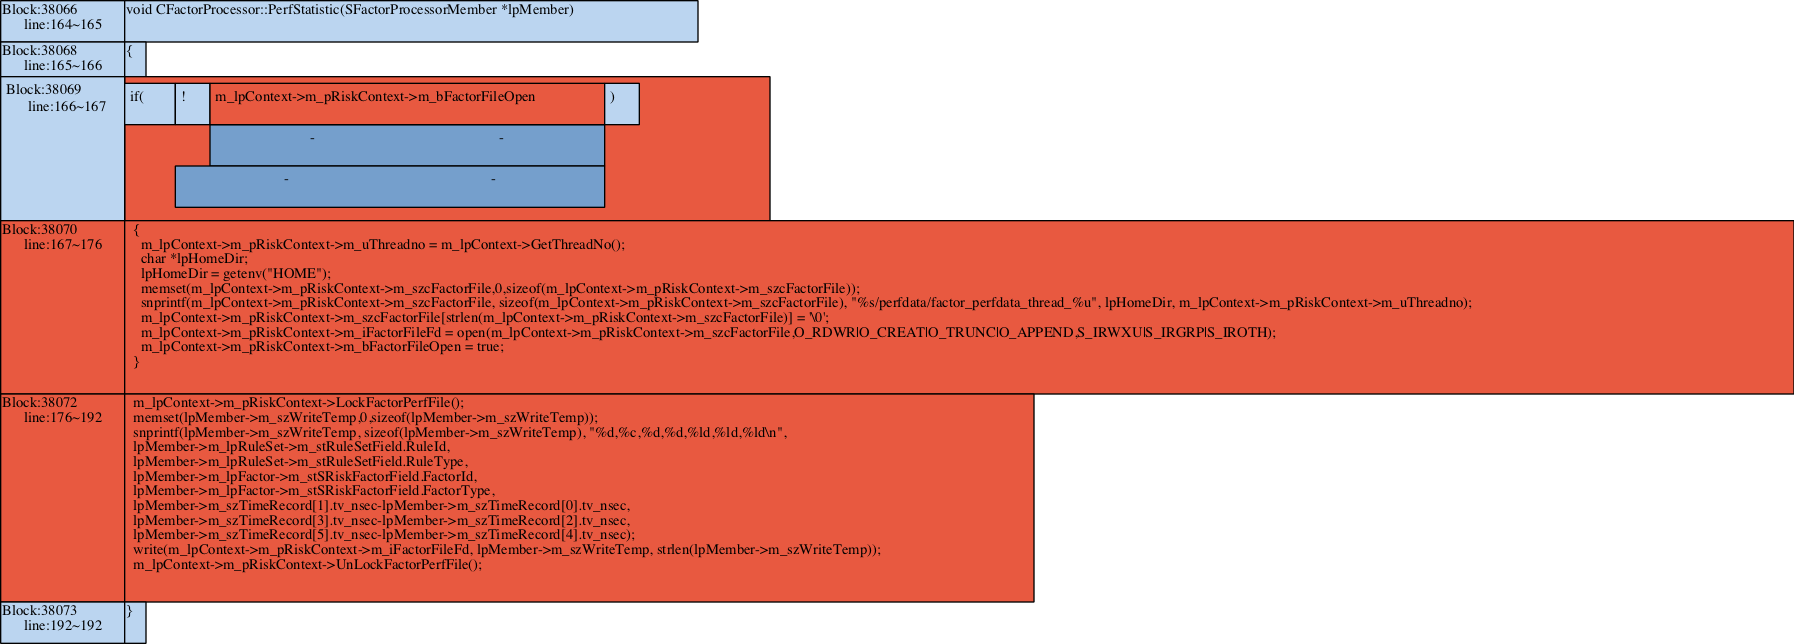 Block:38066 void CFactorProcessor::PerfStatistic(SFactorProcessorMember *lpMember)
line:164~165
Block:38068 {
line:165~166
Block:38069
line:166~167
if( ! m_lpContext->m_pRiskContext->m_bFactorFileOpen )
- -
- -
Block:38070 {
line:167~176 m_lpContext->m_pRiskContext->m_uThreadno = m_lpContext->GetThreadNo();
char *lpHomeDir;
lpHomeDir = getenv("HOME");
memset(m_lpContext->m_pRiskContext->m_szcFactorFile,0,sizeof(m_lpContext->m_pRiskContext->m_szcFactorFile));
snprintf(m_lpContext->m_pRiskContext->m_szcFactorFile, sizeof(m_lpContext->m_pRiskContext->m_szcFactorFile), "%s/perfdata/factor_perfdata_thread_%u", lpHomeDir, m_lpContext->m_pRiskContext->m_uThreadno);
m_lpContext->m_pRiskContext->m_szcFactorFile[strlen(m_lpContext->m_pRiskContext->m_szcFactorFile)] = '\0';
m_lpContext->m_pRiskContext->m_iFactorFileFd = open(m_lpContext->m_pRiskContext->m_szcFactorFile,O_RDWR|O_CREAT|O_TRUNC|O_APPEND,S_IRWXU|S_IRGRP|S_IROTH);
m_lpContext->m_pRiskContext->m_bFactorFileOpen = true;
}
Block:38072 m_lpContext->m_pRiskContext->LockFactorPerfFile();
line:176~192 memset(lpMember->m_szWriteTemp,0,sizeof(lpMember->m_szWriteTemp));
snprintf(lpMember->m_szWriteTemp, sizeof(lpMember->m_szWriteTemp), "%d,%c,%d,%d,%ld,%ld,%ld\n",
lpMember->m_lpRuleSet->m_stRuleSetField.RuleId,
lpMember->m_lpRuleSet->m_stRuleSetField.RuleType,
lpMember->m_lpFactor->m_stSRiskFactorField.FactorId,
lpMember->m_lpFactor->m_stSRiskFactorField.FactorType,
lpMember->m_szTimeRecord[1].tv_nsec-lpMember->m_szTimeRecord[0].tv_nsec,
lpMember->m_szTimeRecord[3].tv_nsec-lpMember->m_szTimeRecord[2].tv_nsec,
lpMember->m_szTimeRecord[5].tv_nsec-lpMember->m_szTimeRecord[4].tv_nsec);
write(m_lpContext->m_pRiskContext->m_iFactorFileFd, lpMember->m_szWriteTemp, strlen(lpMember->m_szWriteTemp));
m_lpContext->m_pRiskContext->UnLockFactorPerfFile();
Block:38073 }
line:192~192